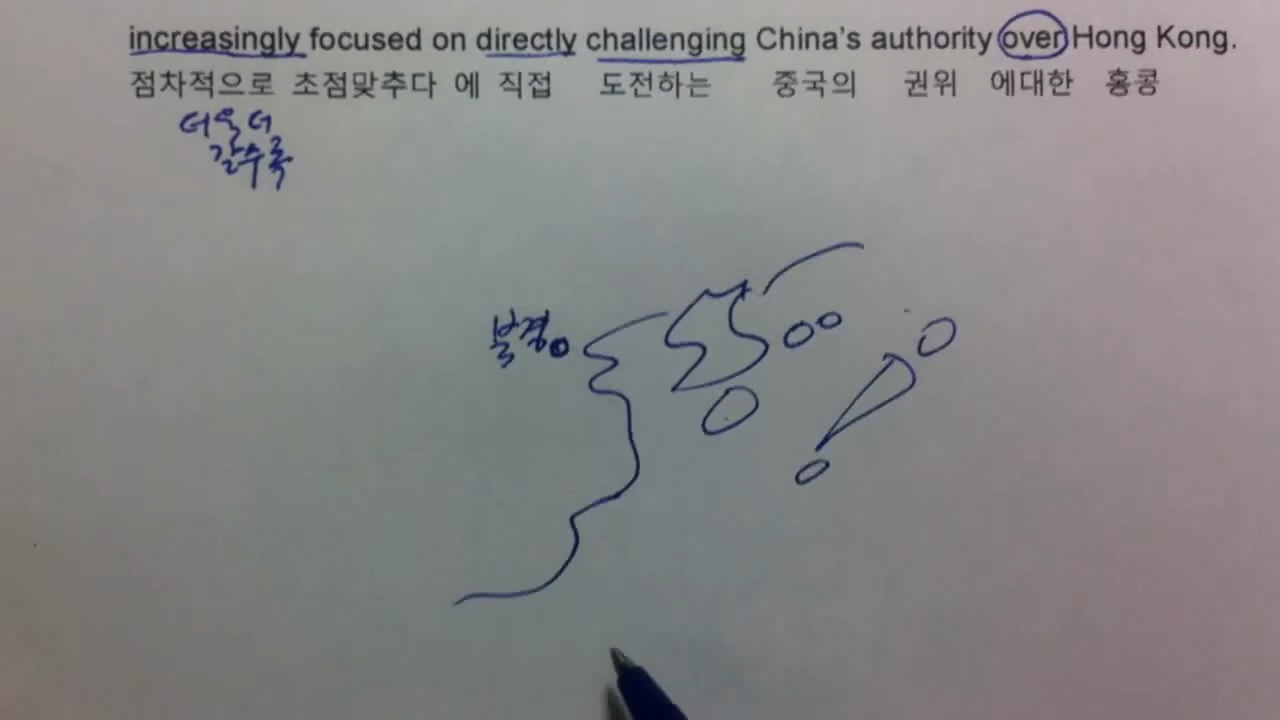 increasingly focused on directly challenging China's authority over Hong Kong.
점차적으로 초점맞추다 에 직접 도전하는 중국의 권위 에대한 홍콩
더욱더
갈수록
북경